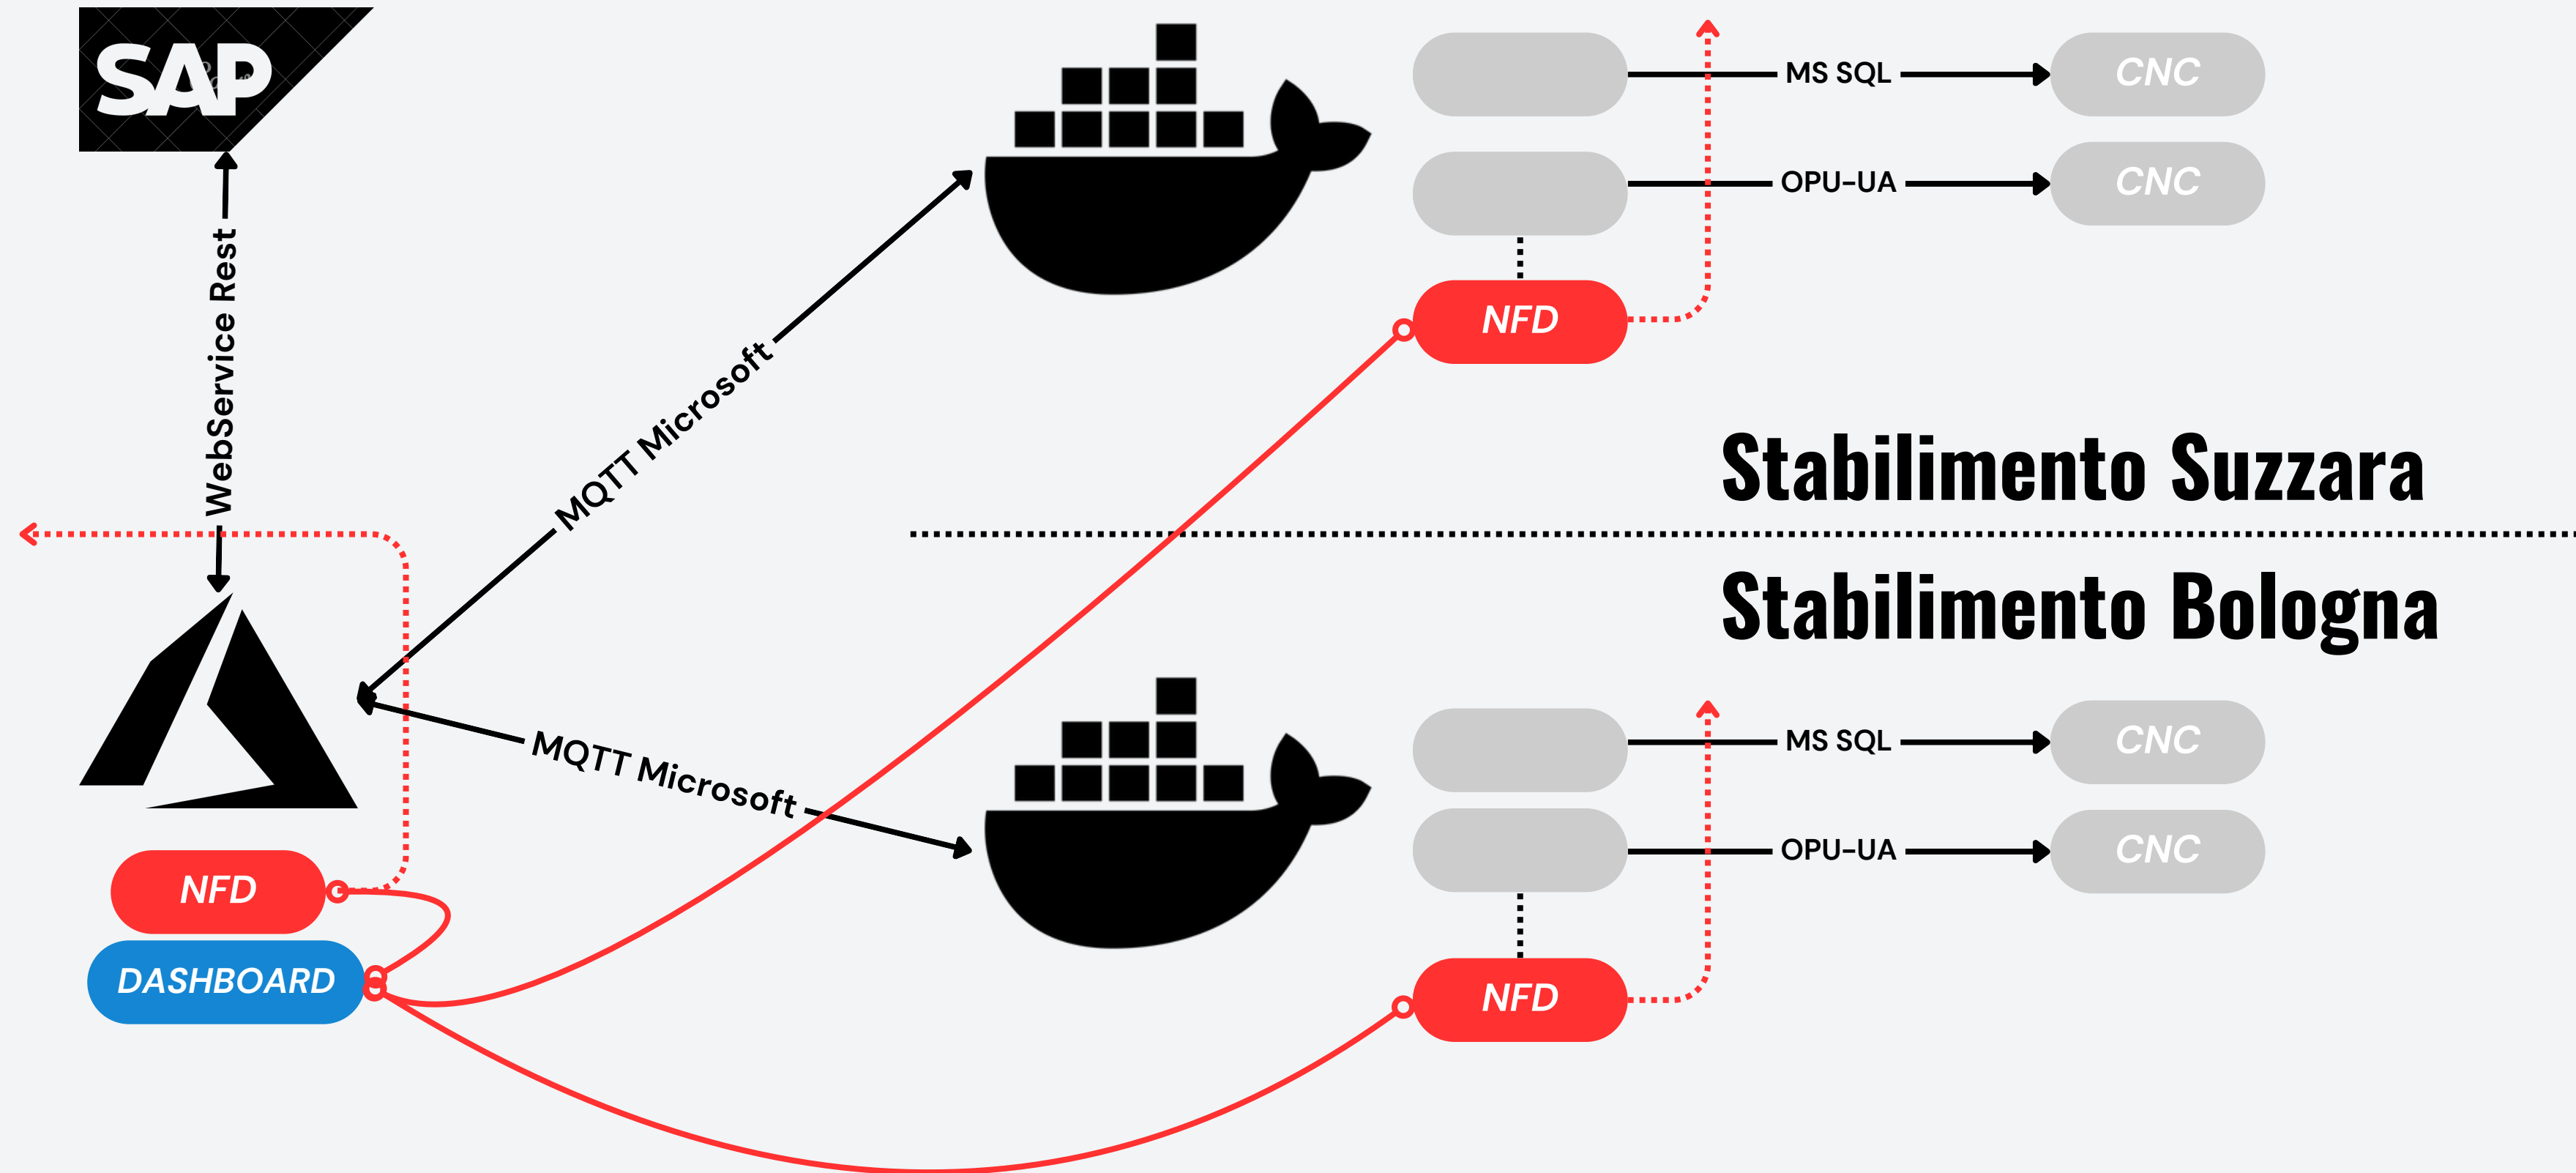 SAP
WebService Rest
MQTT Microsoft
MS SQL
CNC
OPU-UA
CNC
NFD
Stabilimento Suzzara
Stabilimento Bologna
MQTT Microsoft
MS SQL
CNC
OPU-UA
CNC
NFD
NFD
DASHBOARD